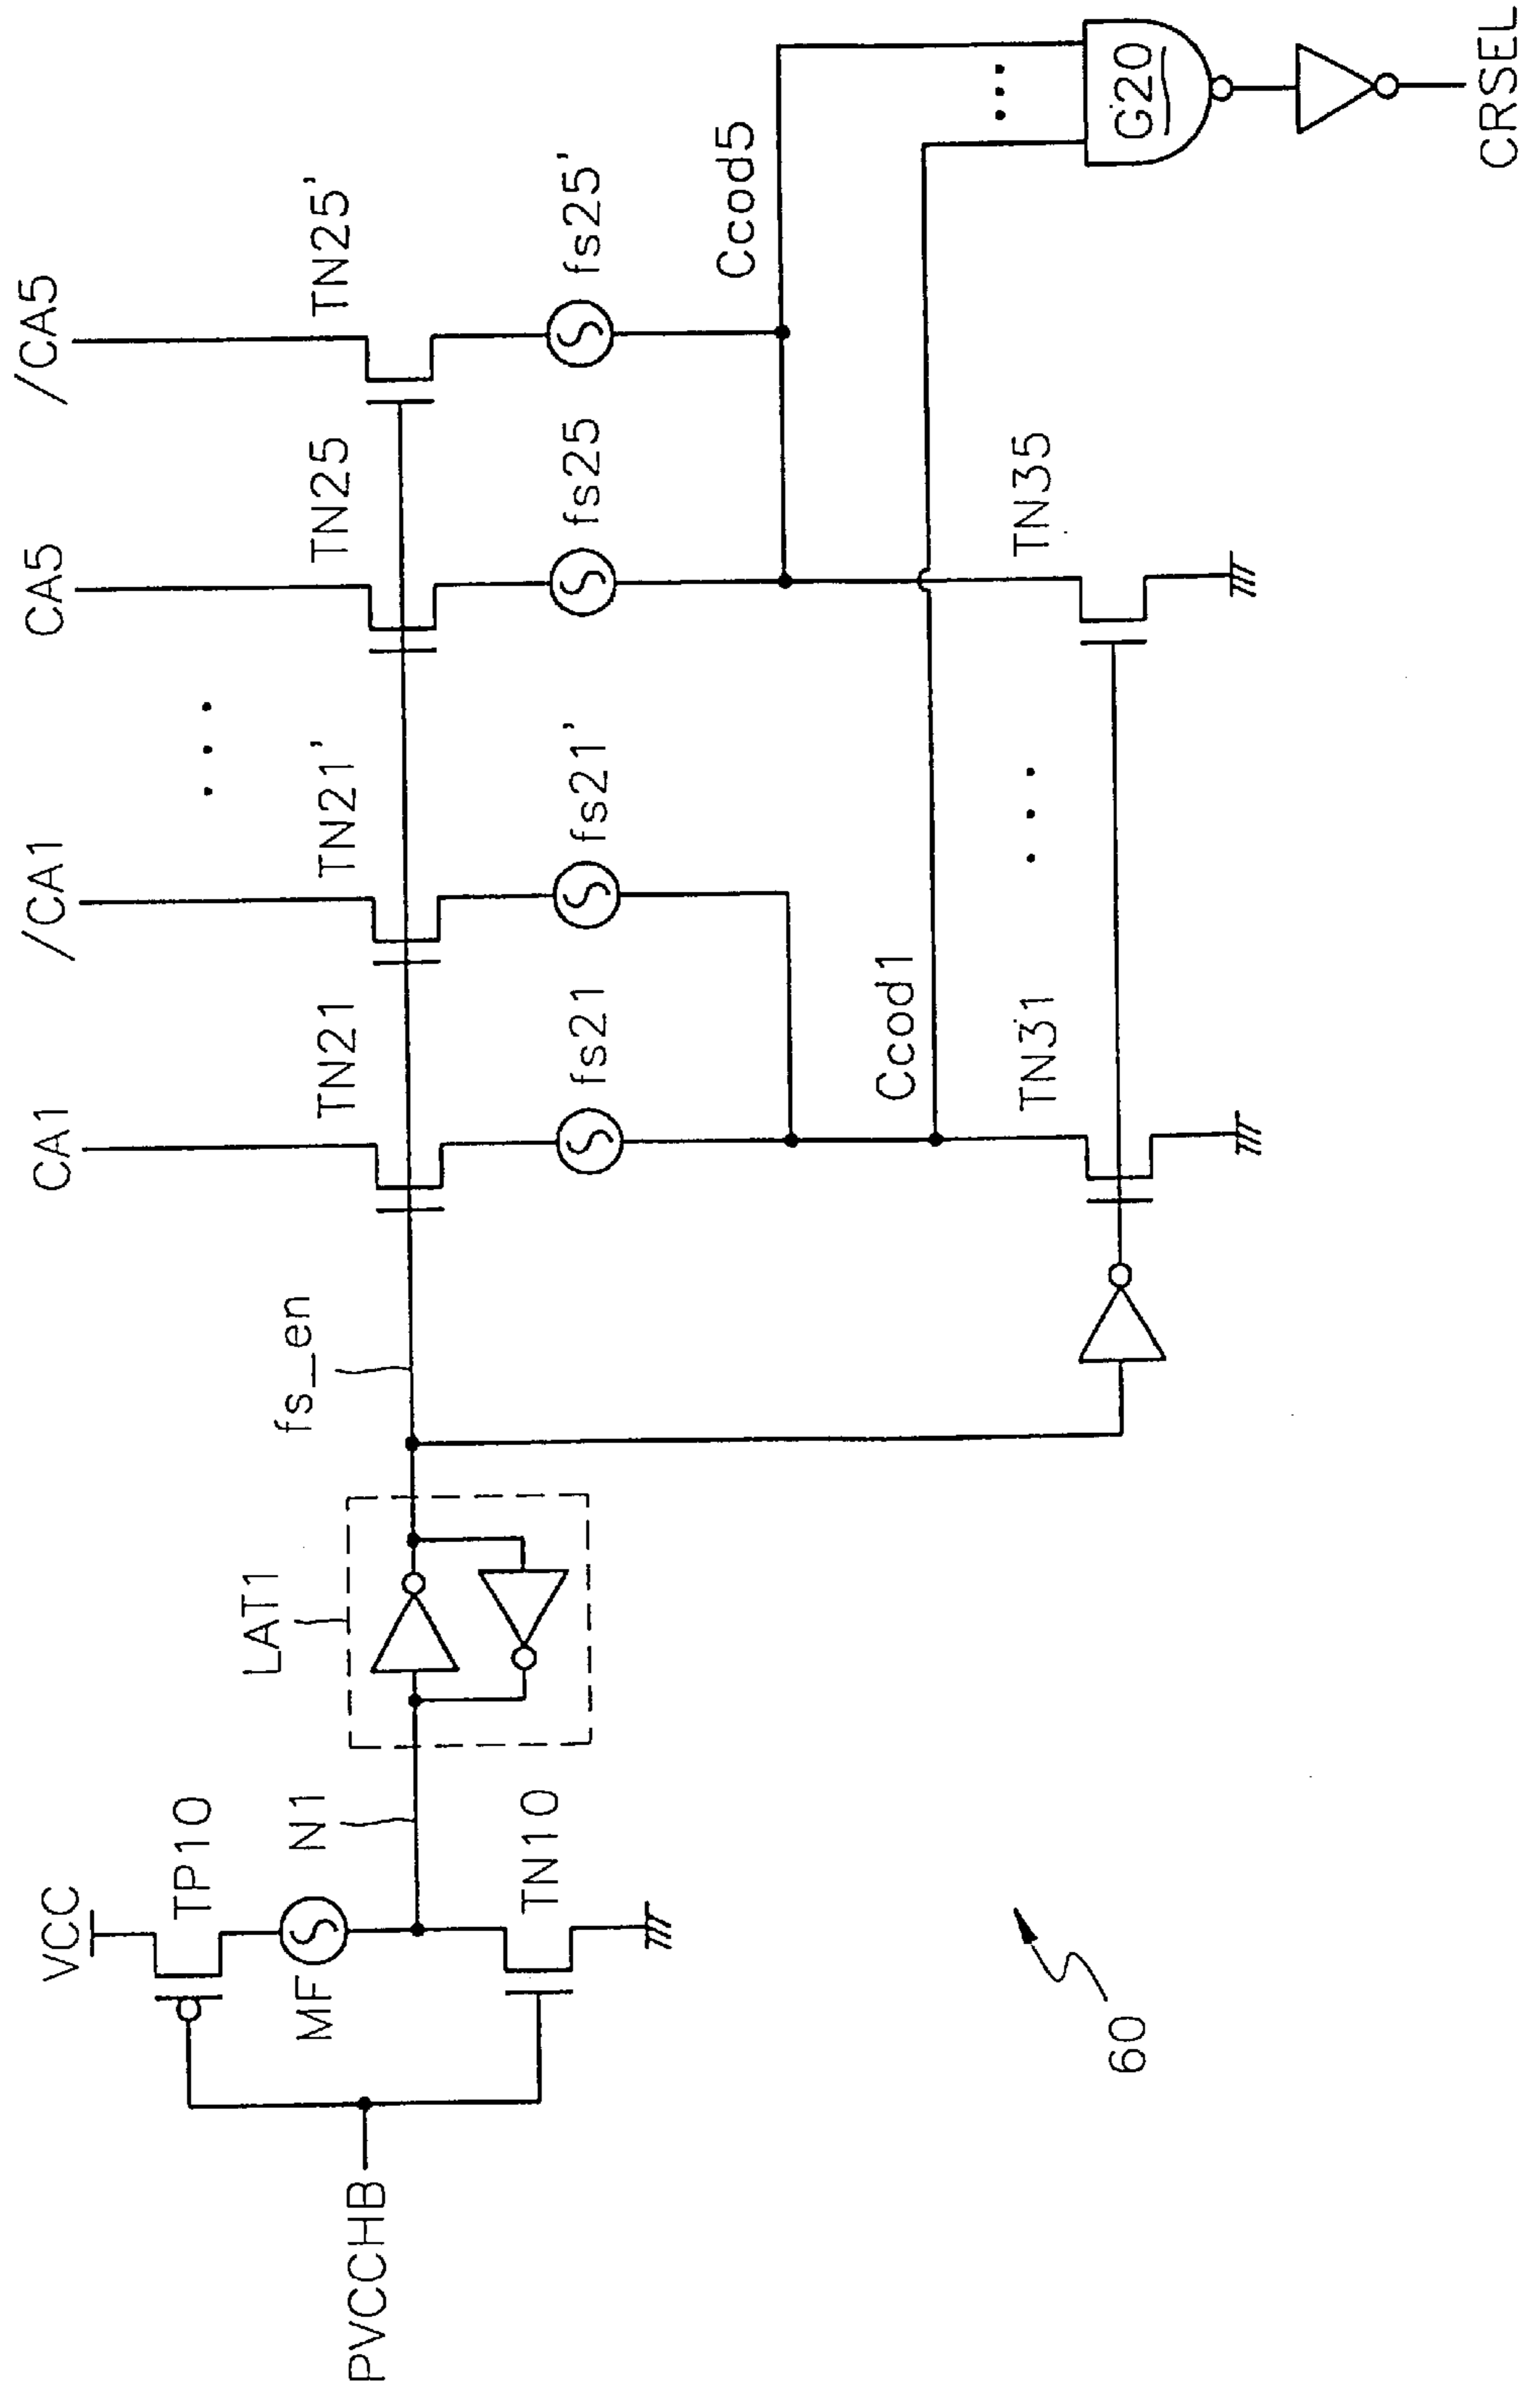 /CA5
CA5
/CA1
CA1
TN25'
TN25
TN21'
TN21
fs25'
fs25
fs21'
fs21
fs_en
Ccod5
Ccod1
TN35
TN31
G20
CRSEL
LAT1
VCC
TP10
MF
N1
TN10
PVCCHB
60